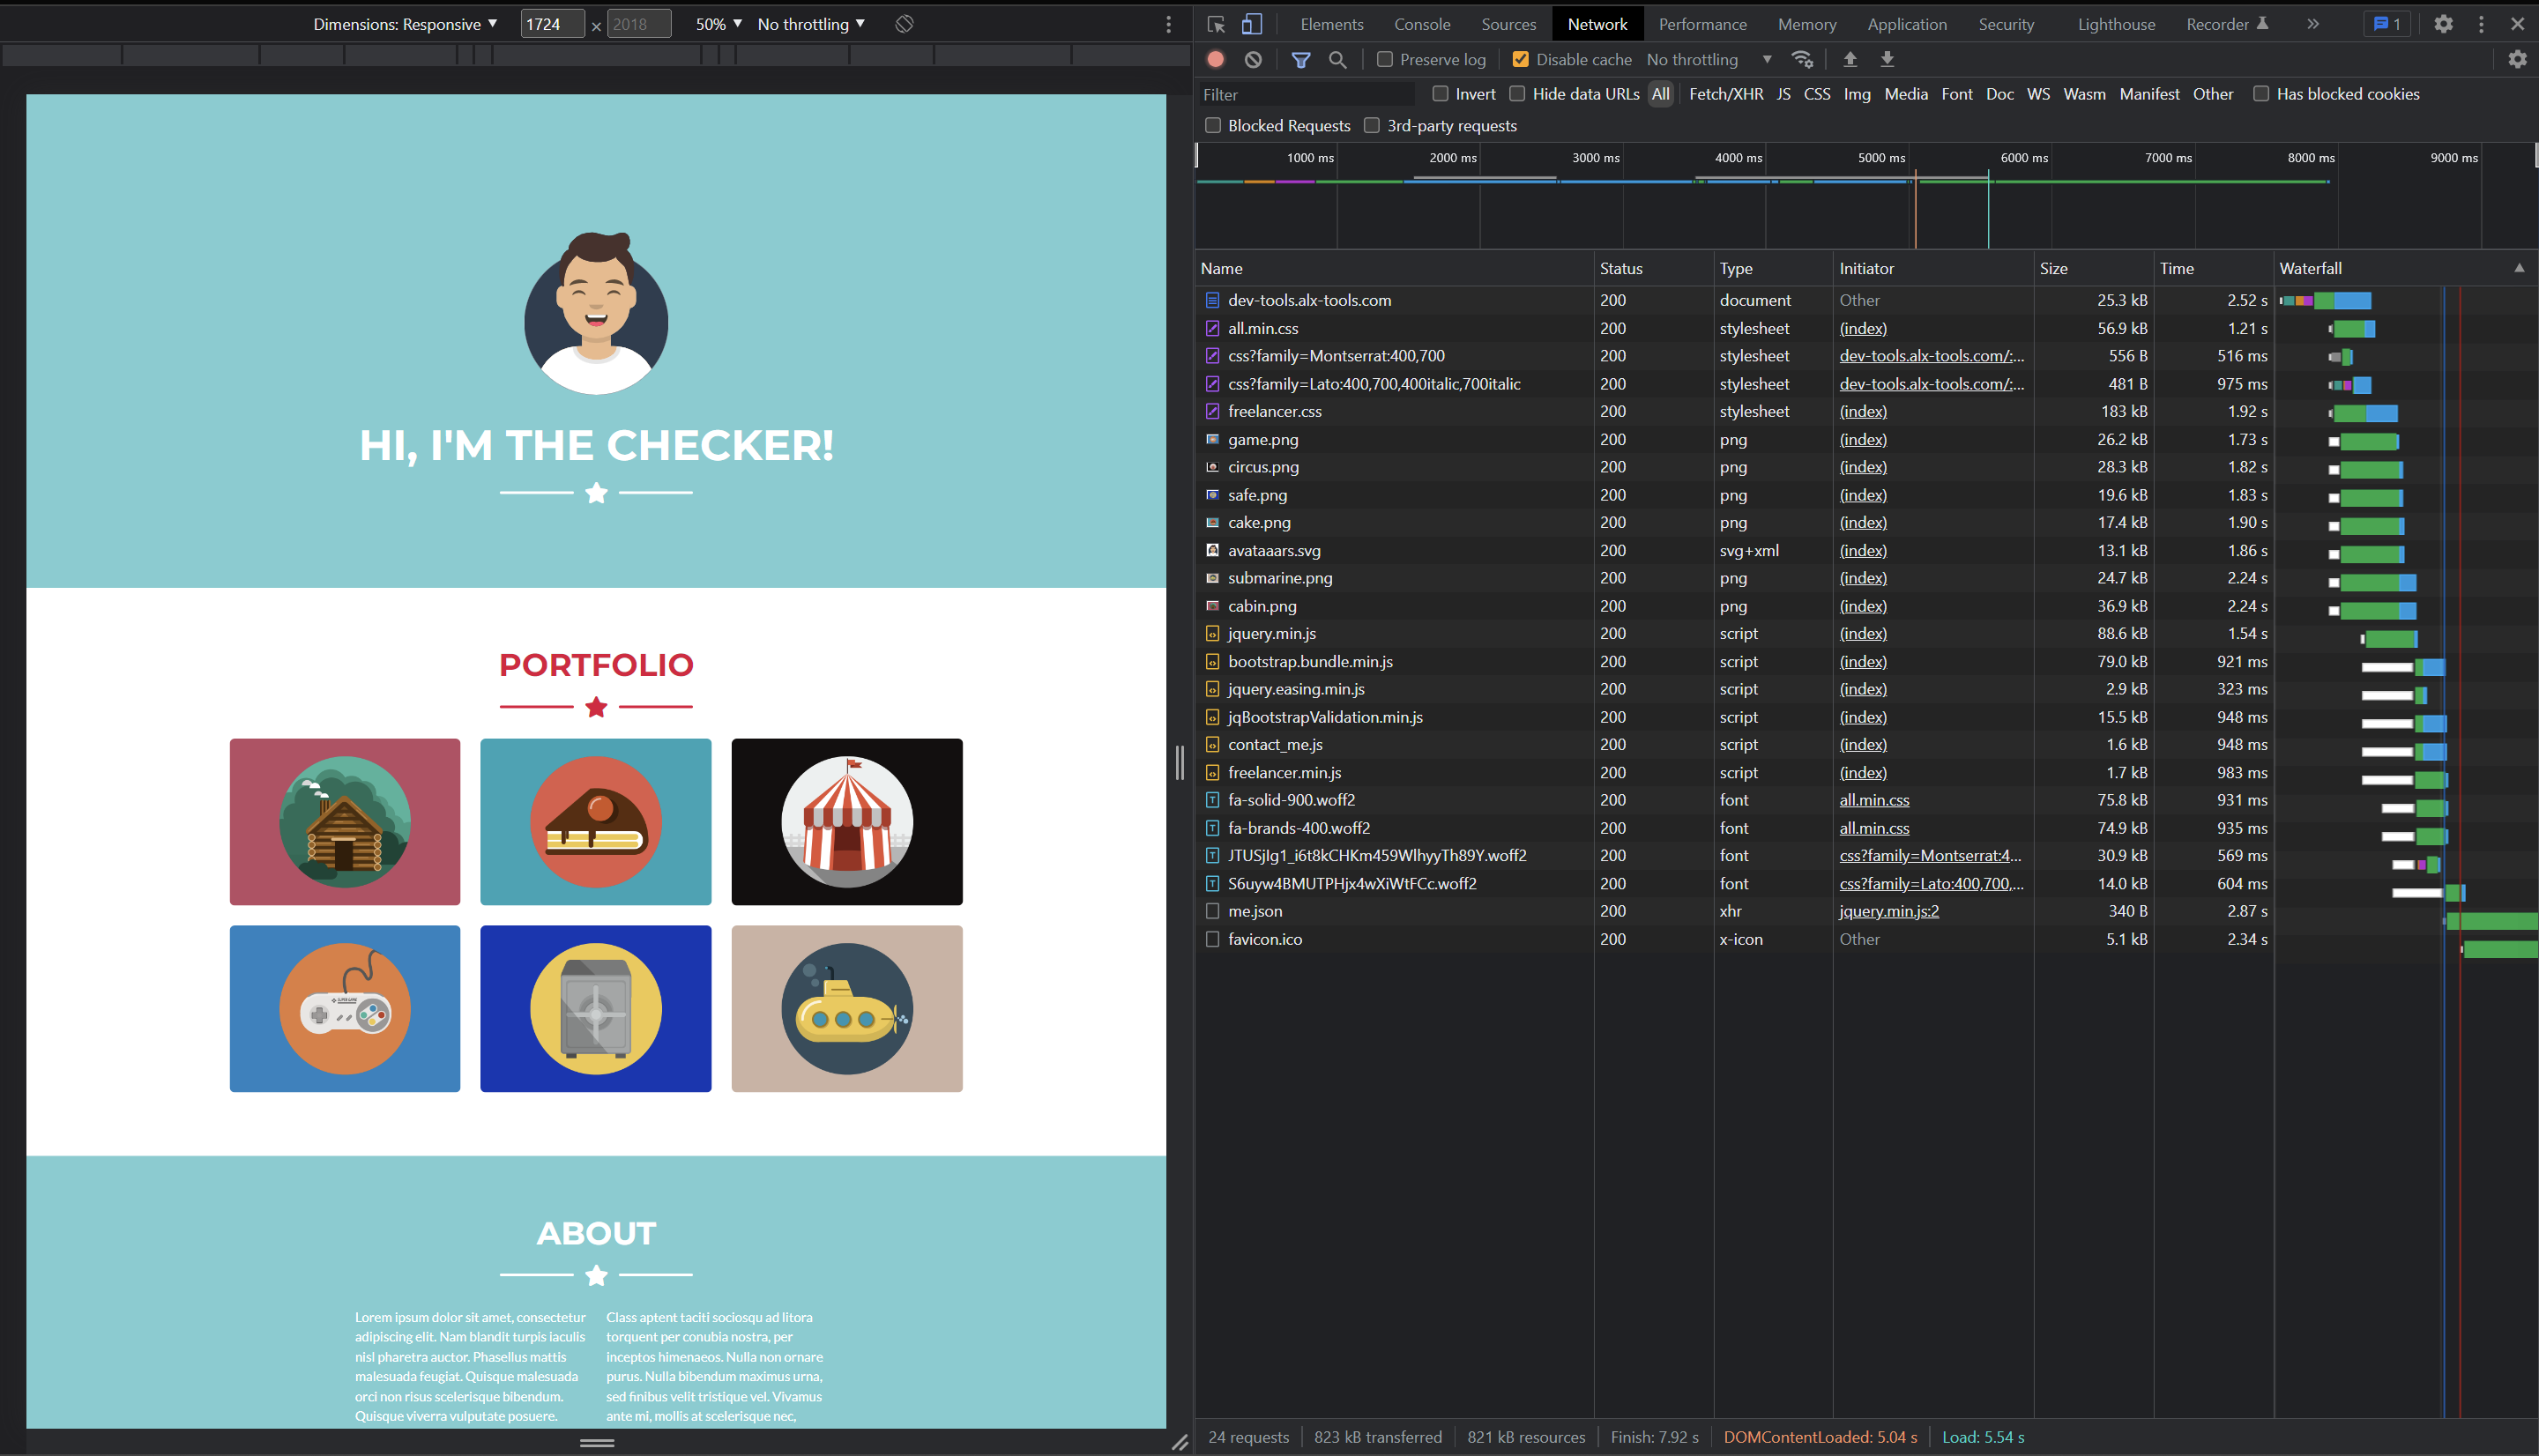 Dimensions: Responsive ▼ 1724 × 2018 50% ▼ No throttling ▼
HI, I'M THE CHECKER!
PORTFOLIO
ABOUT
Lorem ipsum dolor sit amet, consectetur
adipiscing elit. Nam blandit turpis iaculis
nisl pharetra auctor. Phasellus mattis
malesuada feugiat. Quisque malesuada
orci non risus scelerisque bibendum.
Quisque viverra vulputate posuere.
Class aptent taciti sociosqu ad litora
torquent per conubia nostra, per
inceptos himenaeos. Nulla non ornare
purus. Nulla bibendum maximus urna,
sed finibus velit tristique vel. Vivamus
ante mi, mollis at scelerisque nec,
Elements Console Sources Network Performance Memory Application Security Lighthouse Recorder » 1
Preserve log Disable cache No throttling ▼
Filter Invert Hide data URLs All Fetch/XHR JS CSS Img Media Font Doc WS Wasm Manifest Other Has blocked cookies
Blocked Requests 3rd-party requests
1000 ms 2000 ms 3000 ms 4000 ms 5000 ms 6000 ms 7000 ms 8000 ms 9000 ms
Name Status Type Initiator Size Time Waterfall ▲
dev-tools.alx-tools.com 200 document Other 25.3 kB 2.52 s
all.min.css 200 stylesheet (index) 56.9 kB 1.21 s
css?family=Montserrat:400,700 200 stylesheet dev-tools.alx-tools.com/:... 556 B 516 ms
css?family=Lato:400,700,400italic,700italic 200 stylesheet dev-tools.alx-tools.com/:... 481 B 975 ms
freelancer.css 200 stylesheet (index) 183 kB 1.92 s
game.png 200 png (index) 26.2 kB 1.73 s
circus.png 200 png (index) 28.3 kB 1.82 s
safe.png 200 png (index) 19.6 kB 1.83 s
cake.png 200 png (index) 17.4 kB 1.90 s
avataaars.svg 200 svg+xml (index) 13.1 kB 1.86 s
submarine.png 200 png (index) 24.7 kB 2.24 s
cabin.png 200 png (index) 36.9 kB 2.24 s
jquery.min.js 200 script (index) 88.6 kB 1.54 s
bootstrap.bundle.min.js 200 script (index) 79.0 kB 921 ms
jquery.easing.min.js 200 script (index) 2.9 kB 323 ms
jqBootstrapValidation.min.js 200 script (index) 15.5 kB 948 ms
contact_me.js 200 script (index) 1.6 kB 948 ms
freelancer.min.js 200 script (index) 1.7 kB 983 ms
fa-solid-900.woff2 200 font all.min.css 75.8 kB 931 ms
fa-brands-400.woff2 200 font all.min.css 74.9 kB 935 ms
JTUSjIg1_i6t8kCHKm459WlhyyTh89Y.woff2 200 font css?family=Montserrat:4... 30.9 kB 569 ms
S6uyw4BMUTPHjx4wXiWtFCc.woff2 200 font css?family=Lato:400,700,... 14.0 kB 604 ms
me.json 200 xhr jquery.min.js:2 340 B 2.87 s
favicon.ico 200 x-icon Other 5.1 kB 2.34 s
24 requests 823 kB transferred 821 kB resources Finish: 7.92 s DOMContentLoaded: 5.04 s Load: 5.54 s